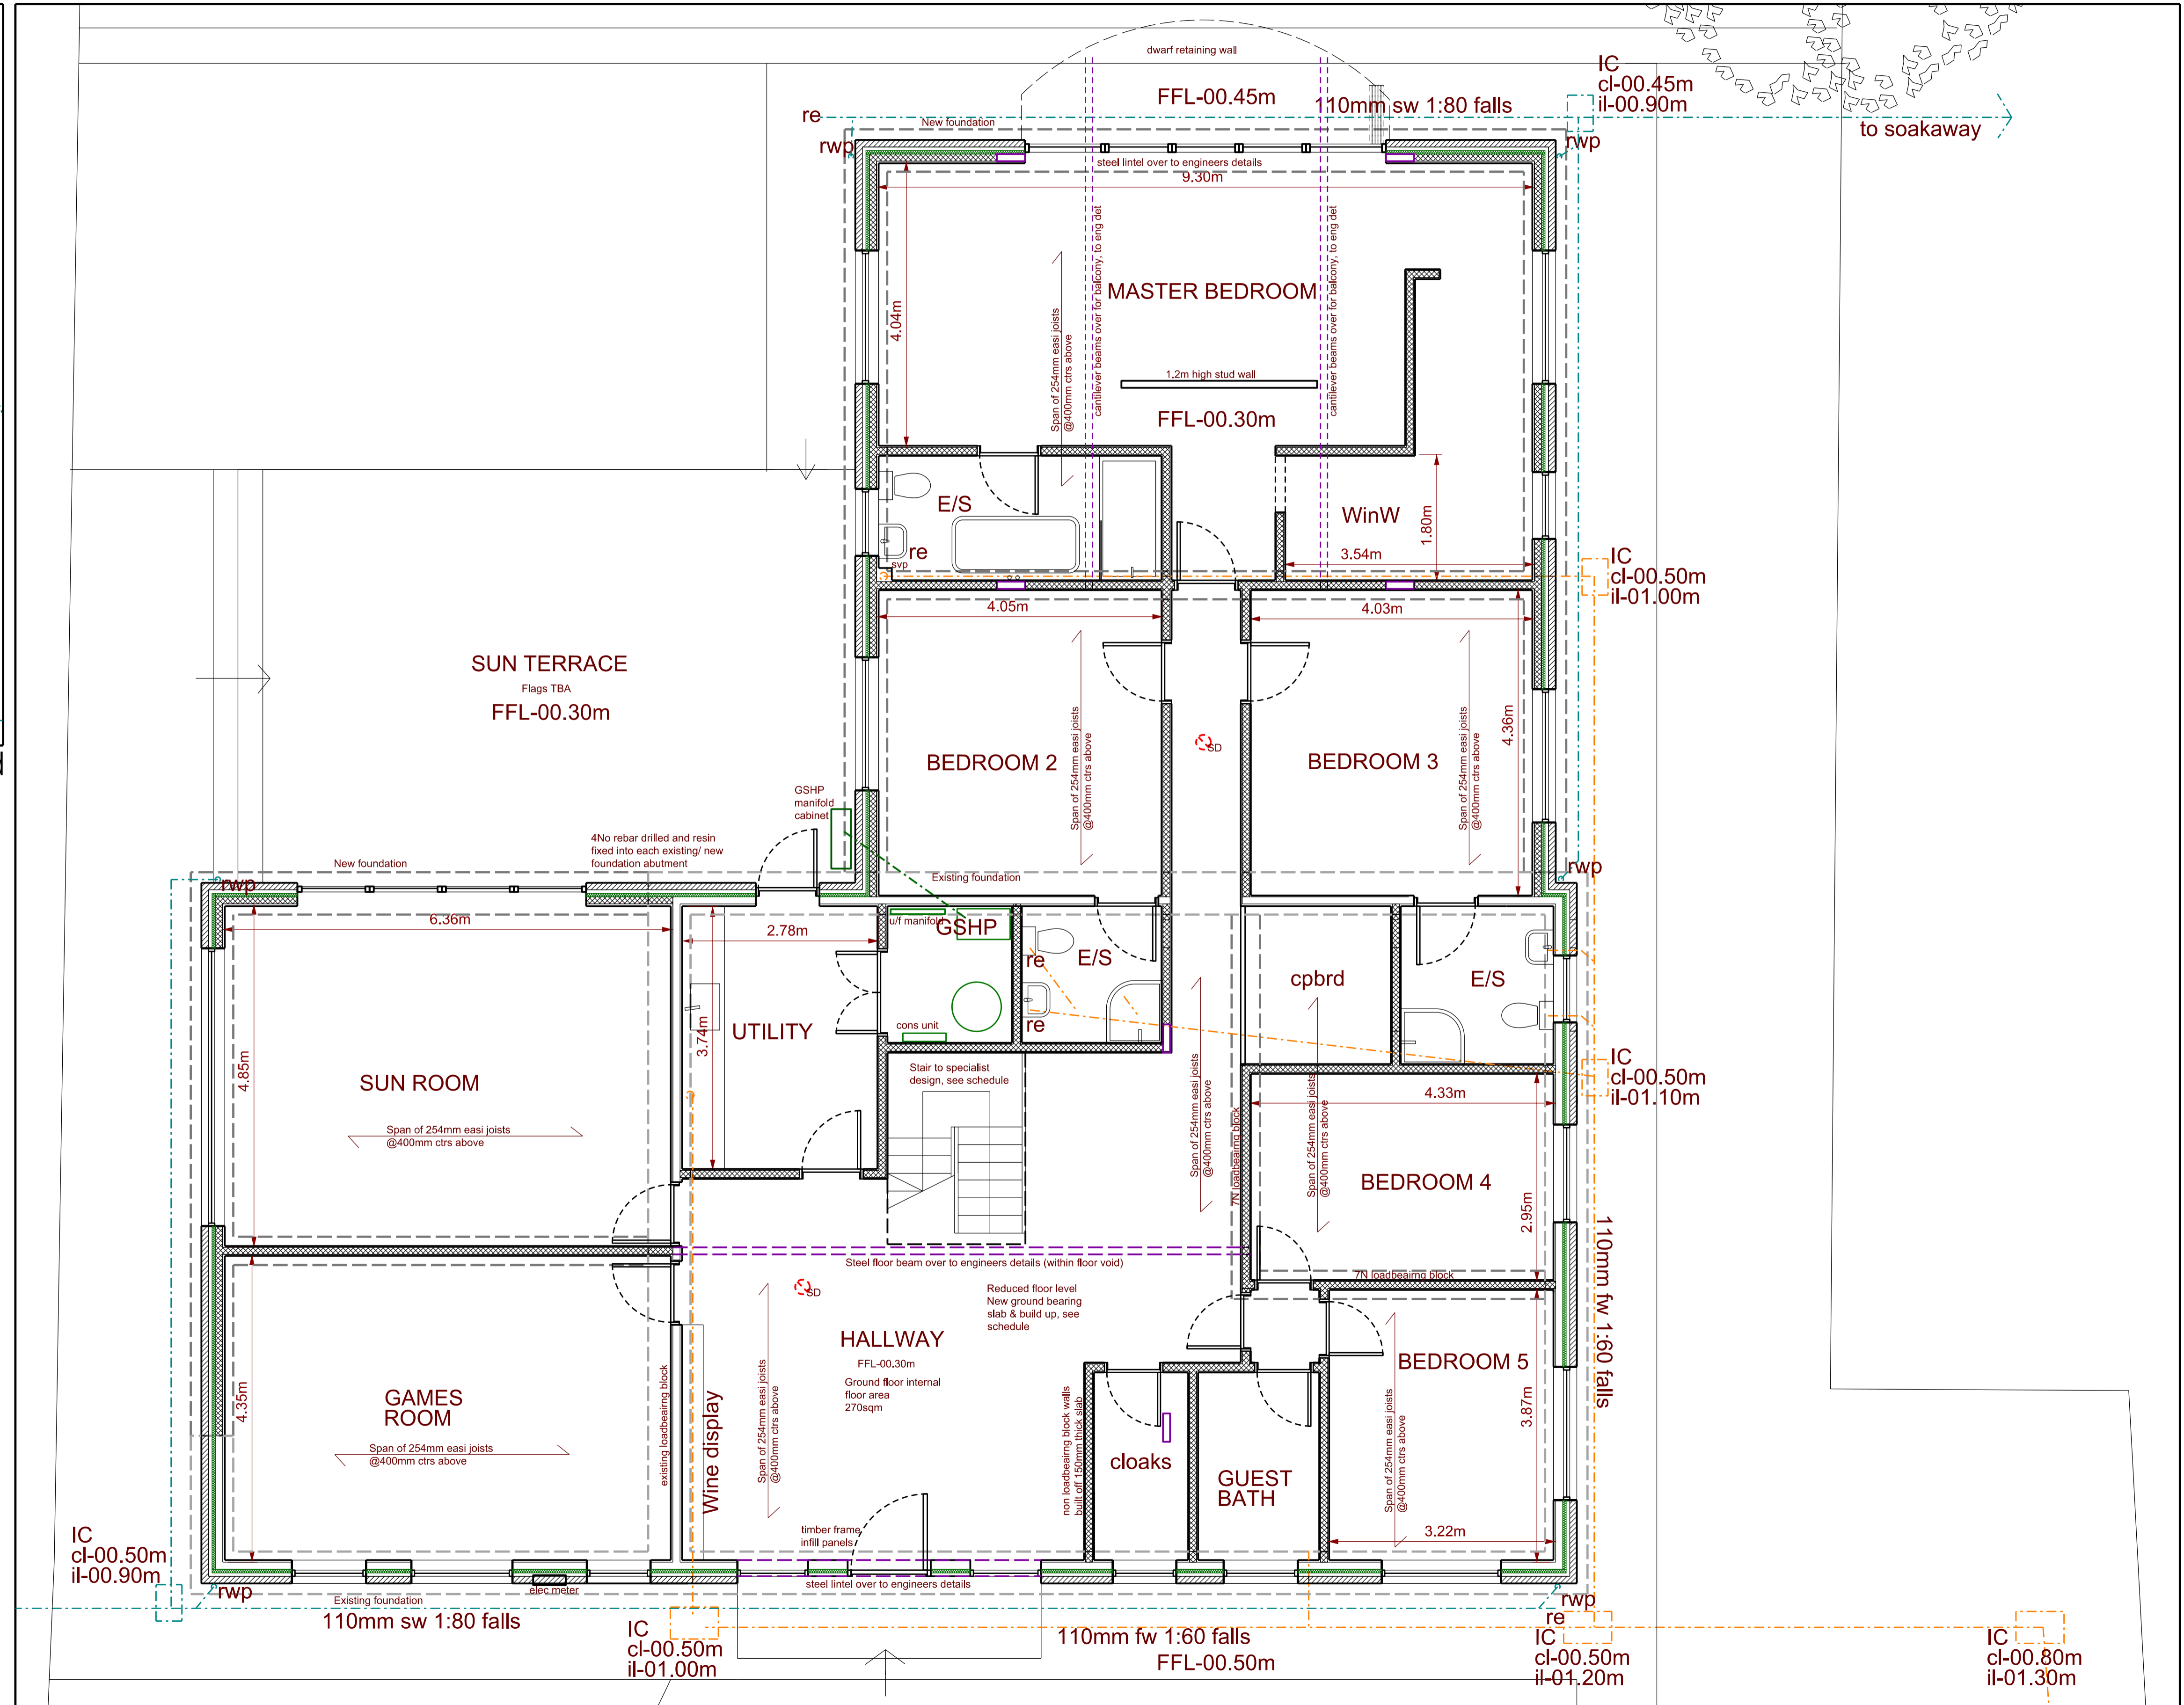 dwarf retaining wall
FFL-00.45m
110mm sw 1:80 falls
IC
cl-00.45m
il-00.90m
to soakaway
re
New foundation
rwp
rwp
steel lintel over to engineers details
9.30m
4.04m
Span of 254mm easi joists
@400mm ctrs above
cantilever beams over for balcony, to eng det
MASTER BEDROOM
cantilever beams over for balcony, to eng det
1.2m high stud wall
FFL-00.30m
E/S
re
svp
WinW
1.80m
3.54m
IC
cl-00.50m
il-01.00m
4.05m
4.03m
SUN TERRACE
Flags TBA
FFL-00.30m
BEDROOM 2
Span of 254mm easi joists
@400mm ctrs above
SD
BEDROOM 3
Span of 254mm easi joists
@400mm ctrs above
4.36m
GSHP
manifold
cabinet
4No rebar drilled and resin
fixed into each existing/ new
foundation abutment
New foundation
rwp
Existing foundation
rwp
6.36m
2.78m
u/f manifold
GSHP
re
E/S
re
cpbrd
E/S
4.85m
SUN ROOM
Span of 254mm easi joists
@400mm ctrs above
3.74m
UTILITY
cons unit
Stair to specialist
design, see schedule
Span of 254mm easi joists
@400mm ctrs above
7N loadbeairng block
IC
cl-00.50m
il-01.10m
4.33m
Span of 254mm easi joists
@400mm ctrs above
BEDROOM 4
2.95m
7N loadbeairng block
110mm fw 1:60 falls
Steel floor beam over to engineers details (within floor void)
SD
Reduced floor level
New ground bearing
slab & build up, see
schedule
HALLWAY
FFL-00.30m
Ground floor internal
floor area
270sqm
4.35m
GAMES
ROOM
Span of 254mm easi joists
@400mm ctrs above
existing loadbeairng block
Wine display
Span of 254mm easi joists
@400mm ctrs above
non loadbeairng block walls
built off 150mm thick slab
cloaks
GUEST
BATH
BEDROOM 5
Span of 254mm easi joists
@400mm ctrs above
3.87m
3.22m
timber frame
infill panels
steel lintel over to engineers details
IC
cl-00.50m
il-00.90m
rwp
elec meter
Existing foundation
110mm sw 1:80 falls
IC
cl-00.50m
il-01.00m
110mm fw 1:60 falls
FFL-00.50m
rwp
re
IC
cl-00.50m
il-01.20m
IC
cl-00.80m
il-01.30m